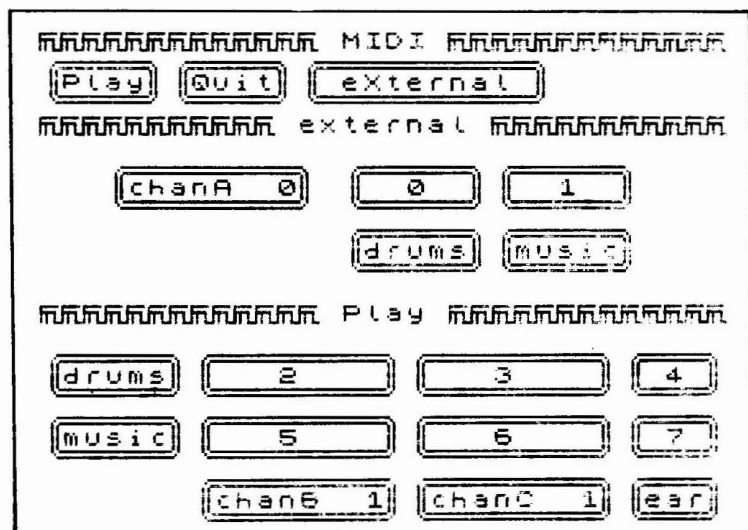 MIDI
Play Quit eXternal
external
chanA 0 0 1
drums music
Play
drums 2 3 4
music 5 6 7
chanB 1 chanC 1 ear